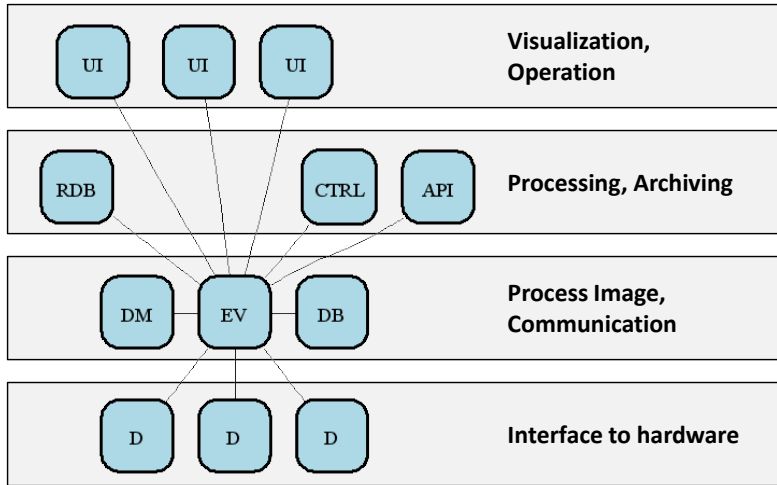 UI UI UI
Visualization,
Operation
RDB CTRL API
Processing, Archiving
DM EV DB
Process Image,
Communication
D D D
Interface to hardware